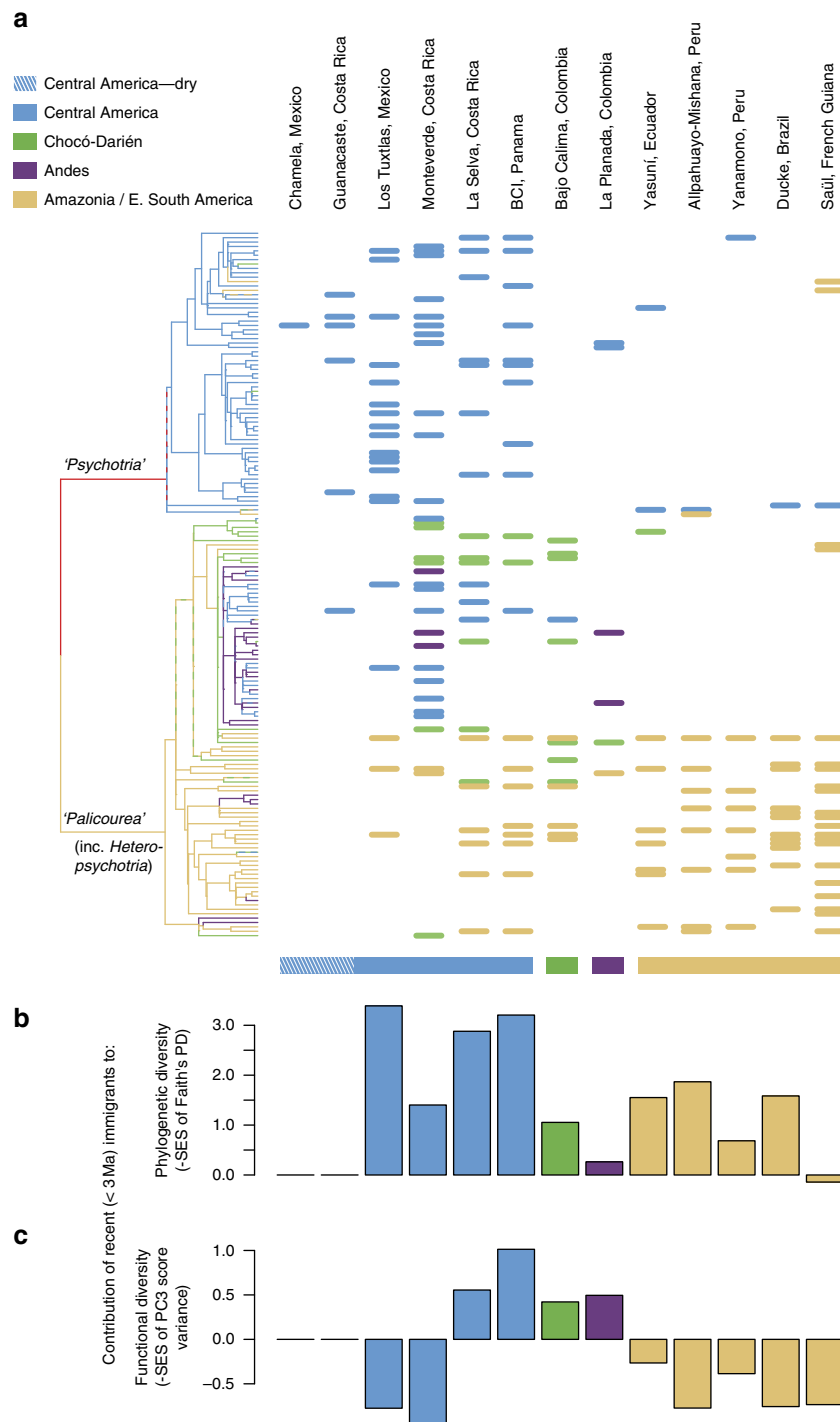 a
Central America—dry
Central America
Chocó-Darién
Andes
Amazonia / E. South America
Chamela, Mexico
Guanacaste, Costa Rica
Los Tuxtlas, Mexico
Monteverde, Costa Rica
La Selva, Costa Rica
BCI, Panama
Bajo Calima, Colombia
La Planada, Colombia
Yasuní, Ecuador
Allpahuayo-Mishana, Peru
Yanamono, Peru
Ducke, Brazil
Saül, French Guiana
'Psychotria'
'Palicourea'
(inc. Hetero-
psychotria)
b
Contribution of recent (< 3 Ma) immigrants to:
Phylogenetic diversity
(-SES of Faith's PD)
3.0
2.0
1.0
0.0
c
Functional diversity
(-SES of PC3 score
variance)
1.0
0.5
0.0
−0.5